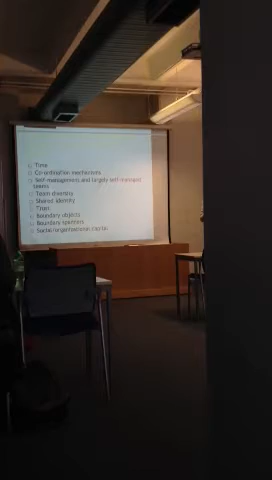 Time
Co-ordination mechanisms
Self-management and largely self-managed
teams
Team diversity
Shared identity
Trust
Boundary objects
Boundary spanners
Social/organisational capital